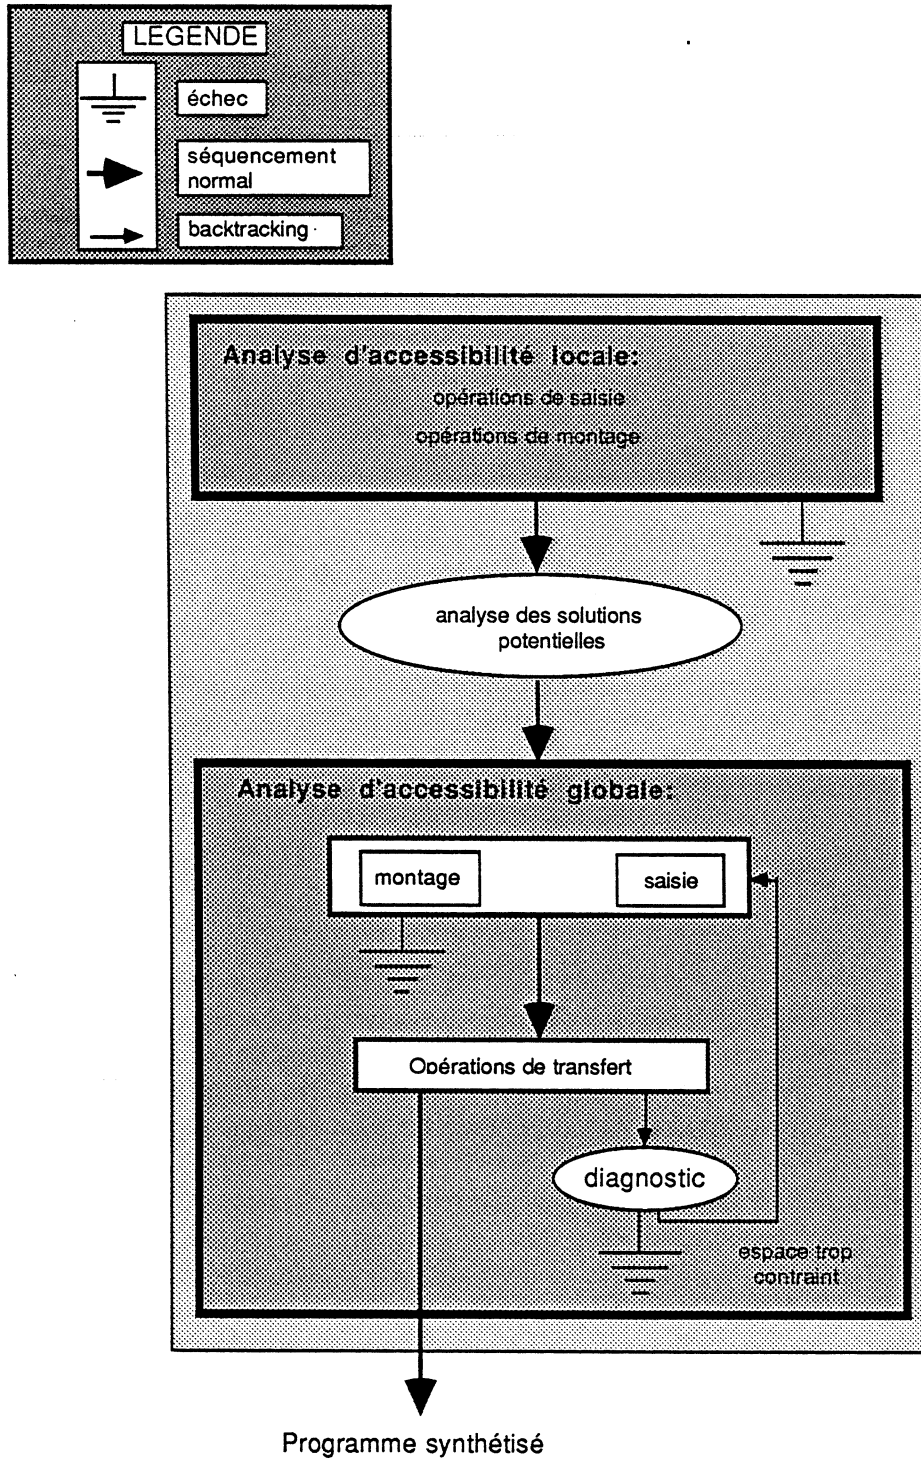 LEGENDE
échec
séquencement
normal
backtracking
Analyse d'accessibilité locale:
opérations de saisie
opérations de montage
analyse des solutions
potentielles
Analyse d'accessibilité globale:
montage
saisie
Opérations de transfert
diagnostic
espace trop
contraint
Programme synthétisé